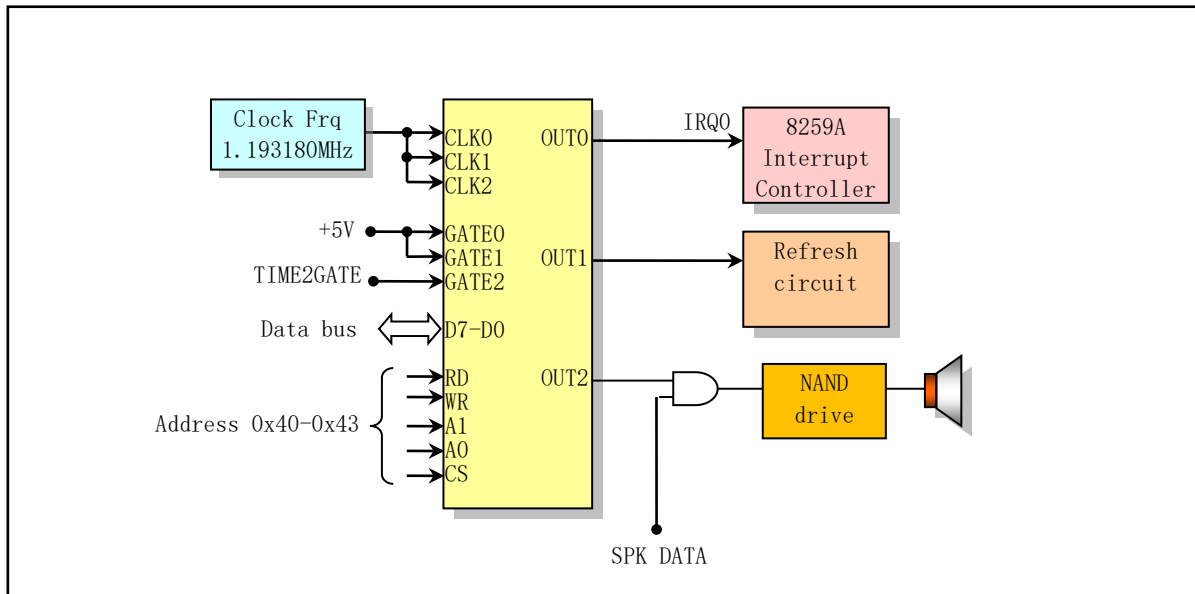 Clock Frq
1.193180MHz
+5V
TIME2GATE
Data bus
Address 0x40-0x43
CLK0
CLK1
CLK2
GATE0
GATE1
GATE2
D7-D0
RD
WR
A1
A0
CS
OUT0
OUT1
OUT2
IRQ0
8259A
Interrupt
Controller
Refresh
circuit
NAND
drive
SPK DATA